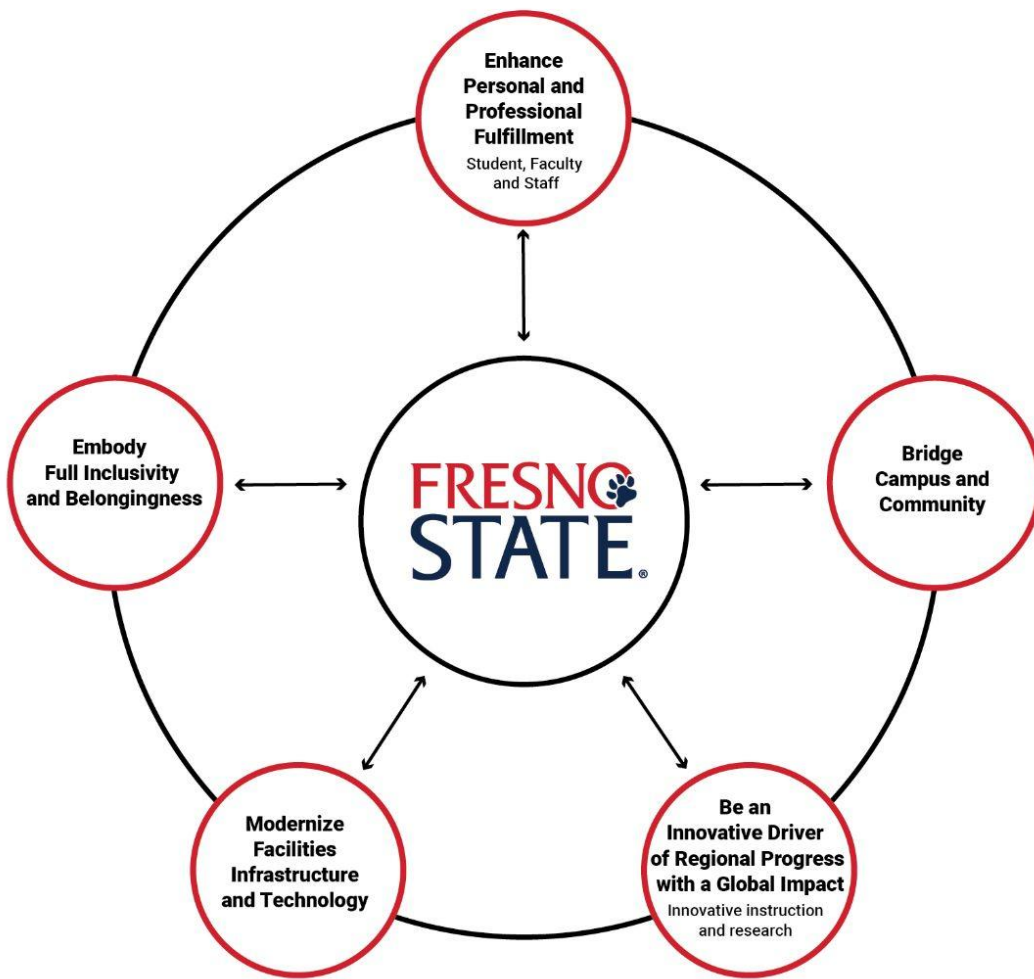 Enhance
Personal and
Professional
Fulfillment
Student, Faculty
and Staff
Embody
Full Inclusivity
and Belongingness
FRESNO
STATE®
Bridge
Campus and
Community
Modernize
Facilities
Infrastructure
and Technology
Be an
Innovative Driver
of Regional Progress
with a Global Impact
Innovative instruction
and research